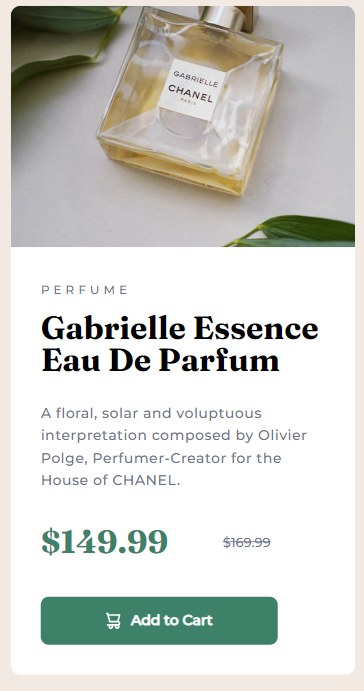 GABRIELLE
CHANEL
PARIS
PERFUME
Gabrielle Essence
Eau De Parfum
A floral, solar and voluptuous
interpretation composed by Olivier
Polge, Perfumer-Creator for the
House of CHANEL.
$149.99 $169.99
Add to Cart